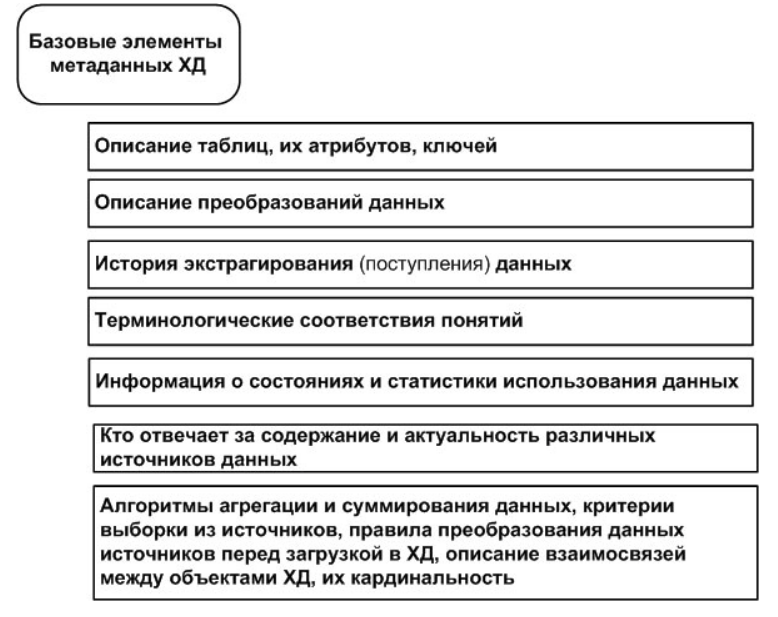 Базовые элементы
метаданных ХД
Описание таблиц, их атрибутов, ключей
Описание преобразований данных
История экстрагирования (поступления) данных
Терминологические соответствия понятий
Информация о состояниях и статистики использования данных
Кто отвечает за содержание и актуальность различных
источников данных
Алгоритмы агрегации и суммирования данных, критерии
выборки из источников, правила преобразования данных
источников перед загрузкой в ХД, описание взаимосвязей
между объектами ХД, их кардинальность